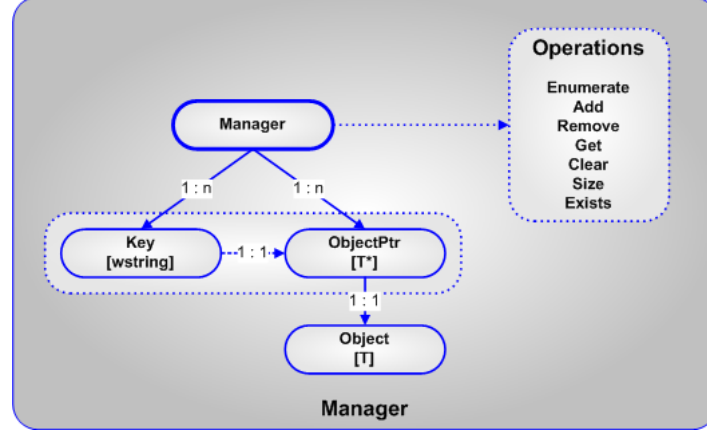 Operations
Enumerate
Add
Remove
Get
Clear
Size
Exists
Manager
1 : n
1 : n
Key
[wstring]
1 : 1
ObjectPtr
[T*]
1 : 1
Object
[T]
Manager